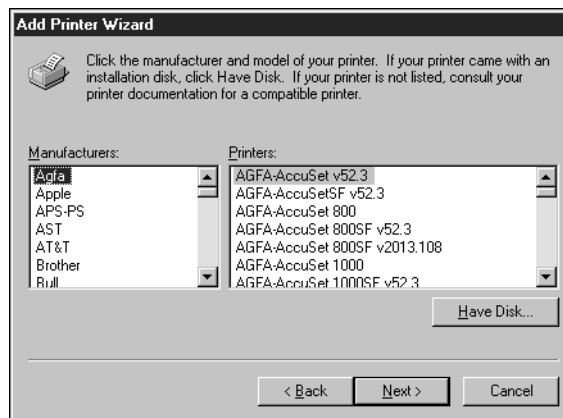 Add Printer Wizard
Click the manufacturer and model of your printer. If your printer came with an
installation disk, click Have Disk. If your printer is not listed, consult your
printer documentation for a compatible printer.
Manufacturers:
Agfa
Apple
APS-PS
AST
AT&T
Brother
Bull
Printers:
AGFA-AccuSet v52.3
AGFA-AccuSetSF v52.3
AGFA-AccuSet 800
AGFA-AccuSet 800SF v52.3
AGFA-AccuSet 800SF v2013.108
AGFA-AccuSet 1000
AGFA-AccuSet 1000SF v52.3
Have Disk...
< Back
Next >
Cancel